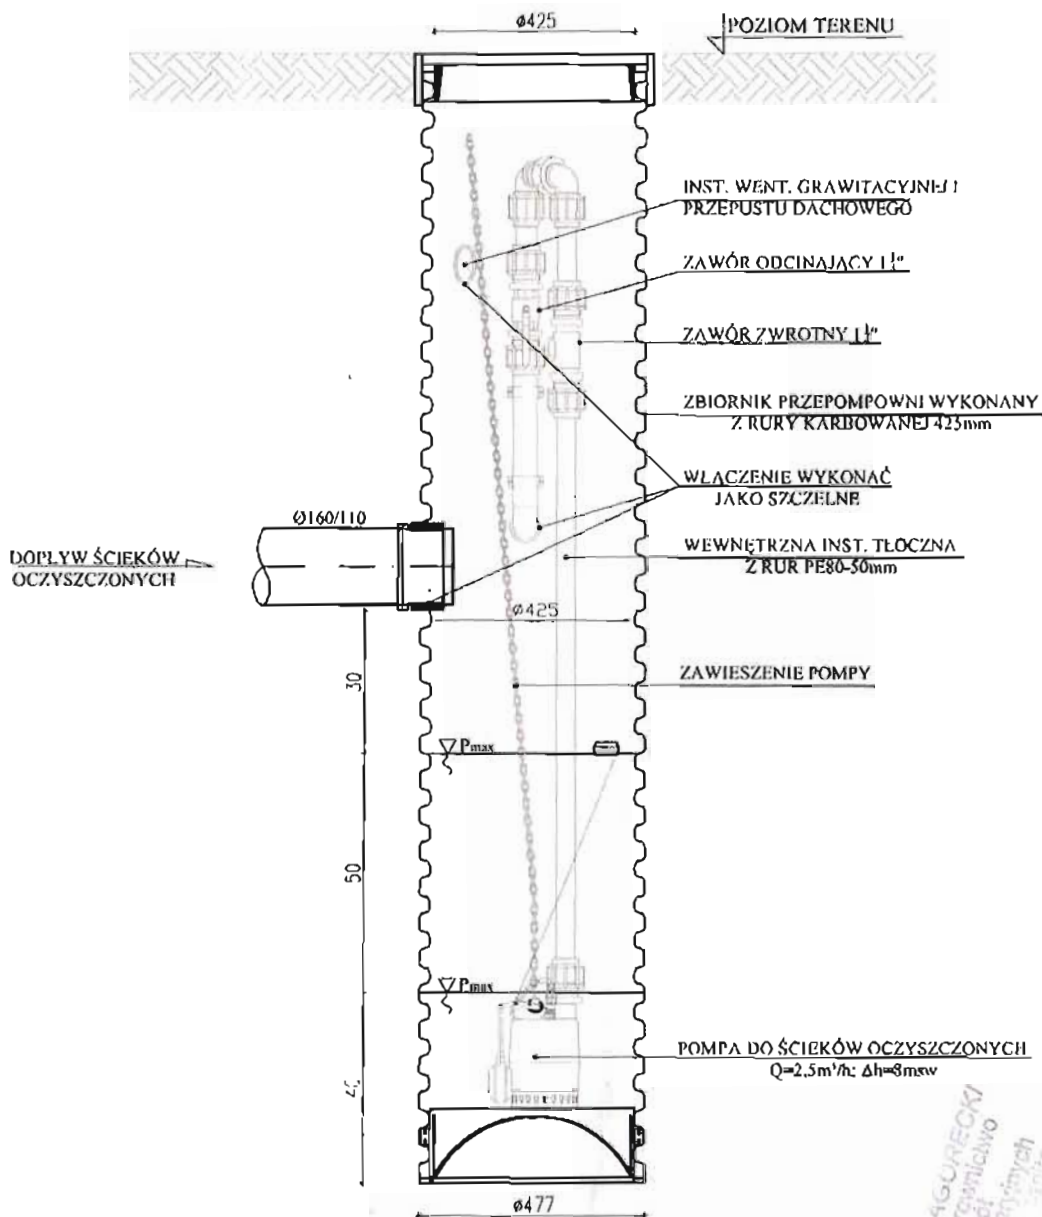 ø425
POZIOM TERENU
INST. WENT. GRAWITACYJNEJ I
PRZEPUSTU DACHOWEGO
ZAWÓR ODCINAJĄCY 1¼"
ZAWÓR ZWROTNY 1¼"
ZBIORNIK PRZEPOMPOWNI WYKONANY
Z RURY KARBOWANEJ 425mm
WŁĄCZENIE WYKONAĆ
JAKO SZCZELNE
Ø160/110
DOPŁYW ŚCIEKÓW
OCZYSZCZONYCH
WEWNĘTRZNA INST. TŁOCZNA
Z RUR PE80-50mm
ø425
30
ZAWIESZENIE POMPY
Pmax
50
Pmax
POMPA DO ŚCIEKÓW OCZYSZCZONYCH
Q=2,5m³/h; Δh=8msw
ø477